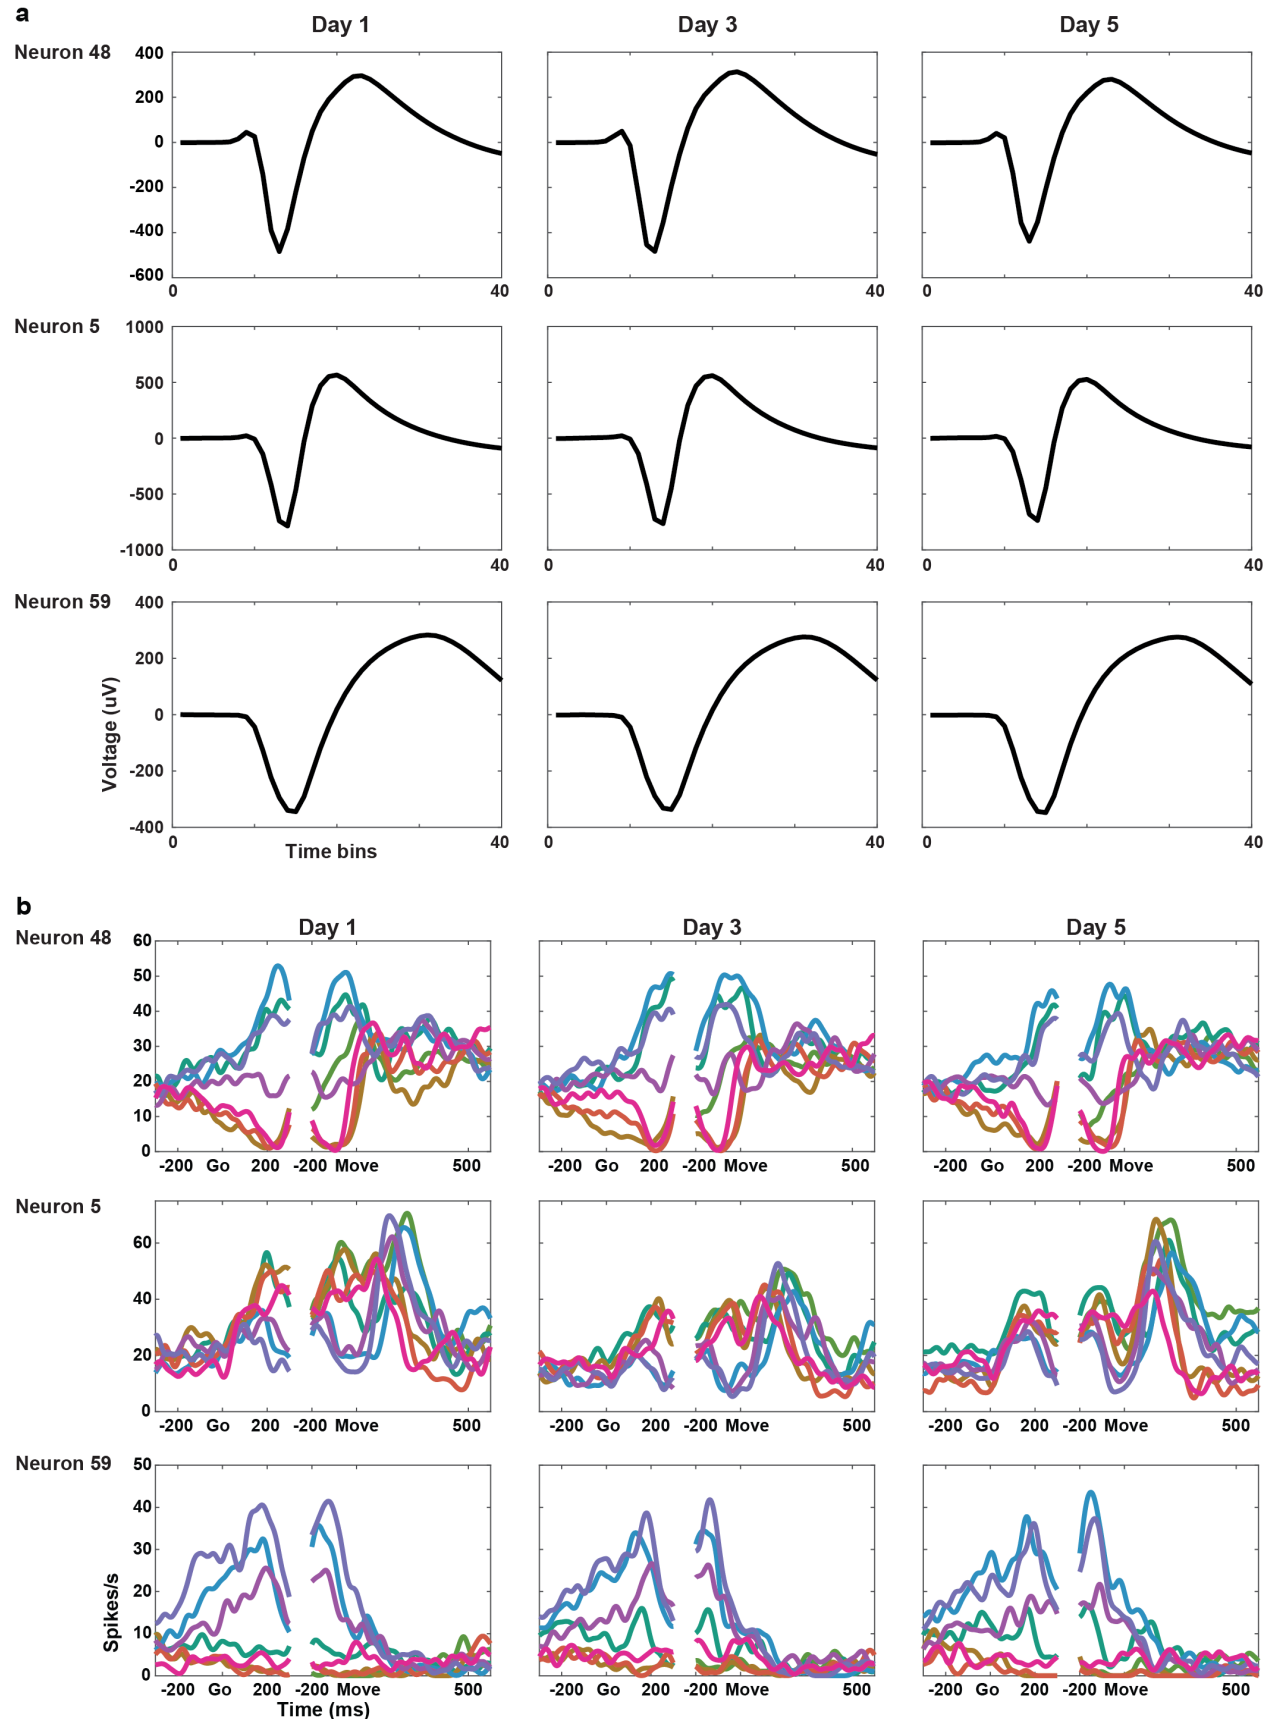 a
Day 1 Day 3 Day 5
Neuron 48
400
200
0
-200
-400
-600
0 40 0 40 0 40
Neuron 5
1000
500
0
-500
-1000
0 40 0 40 0 40
Neuron 59
400
200
0
-200
-400
Voltage (uV)
0 40 0 40 0 40
Time bins
b
Day 1 Day 3 Day 5
Neuron 48
60
50
40
30
20
10
0
-200 Go 200 -200 Move 500 -200 Go 200 -200 Move 500 -200 Go 200 -200 Move 500
Neuron 5
60
40
20
0
-200 Go 200 -200 Move 500 -200 Go 200 -200 Move 500 -200 Go 200 -200 Move 500
Neuron 59
50
40
30
20
10
0
Spikes/s
-200 Go 200 -200 Move 500 -200 Go 200 -200 Move 500 -200 Go 200 -200 Move 500
Time (ms)